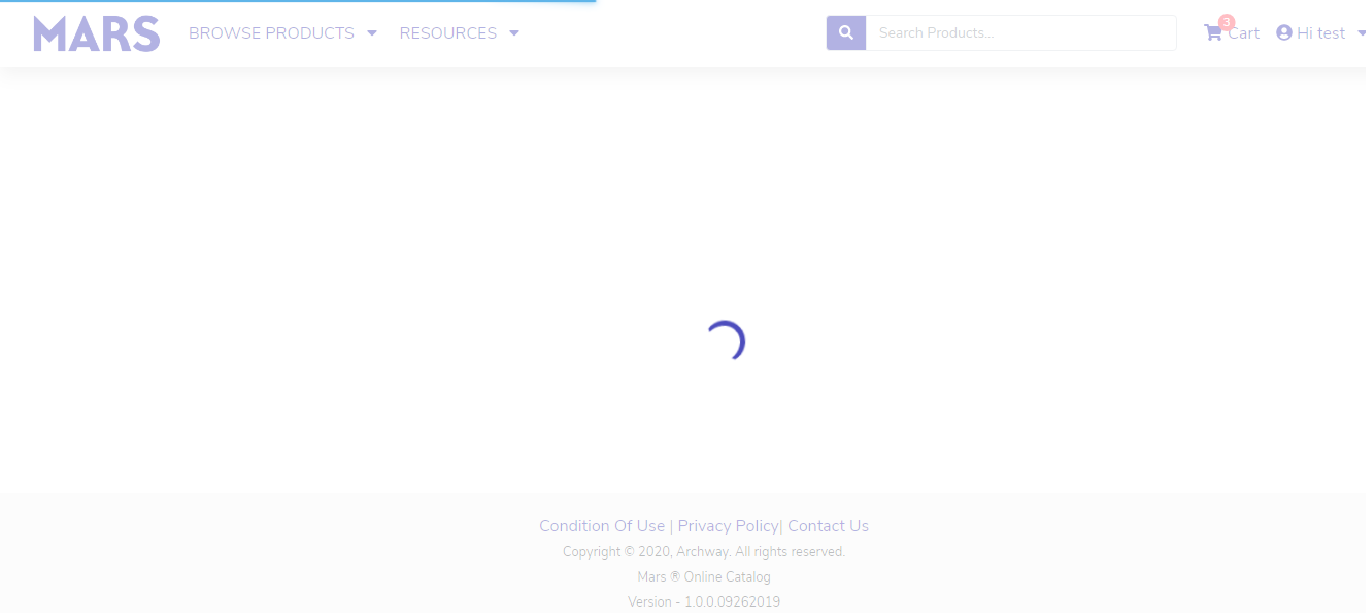 MARS BROWSE PRODUCTS RESOURCES Search Products... 3 Cart Hi test
Condition Of Use | Privacy Policy| Contact Us
Copyright © 2020, Archway. All rights reserved.
Mars ® Online Catalog
Version - 1.0.0.09262019